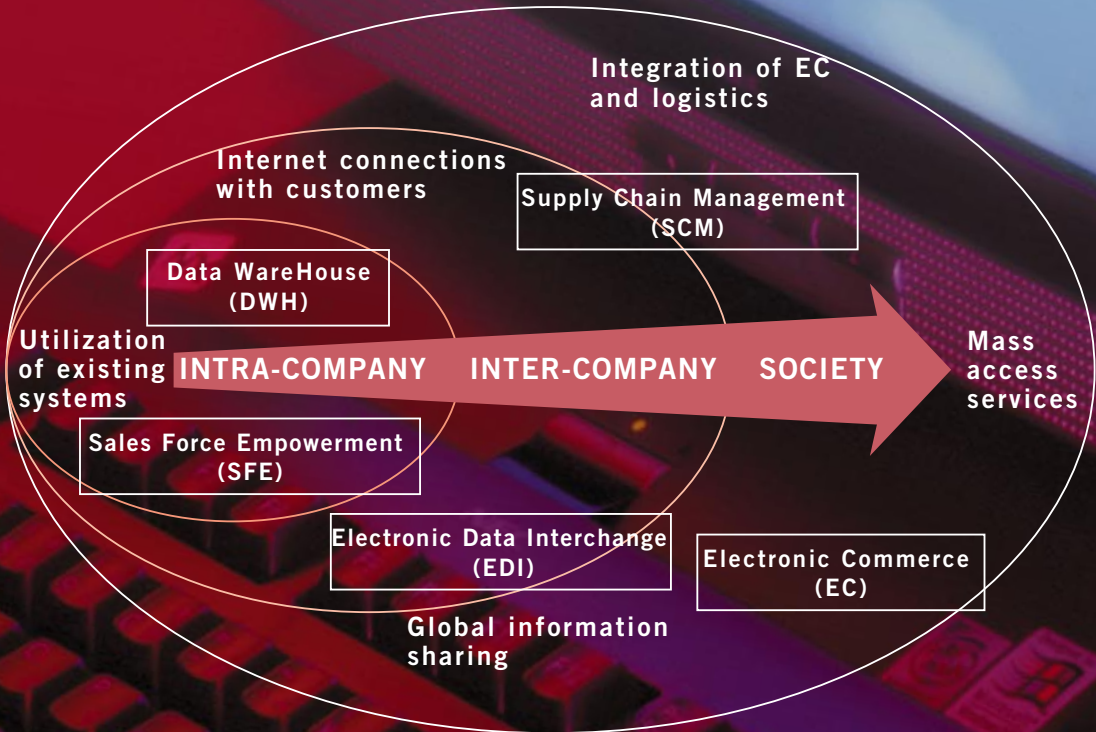 Integration of EC
and logistics
Internet connections
with customers
Supply Chain Management
(SCM)
Data WareHouse
(DWH)
Utilization
of existing
systems
INTRA-COMPANY
INTER-COMPANY
SOCIETY
Mass
access
services
Sales Force Empowerment
(SFE)
Electronic Data Interchange
(EDI)
Electronic Commerce
(EC)
Global information
sharing